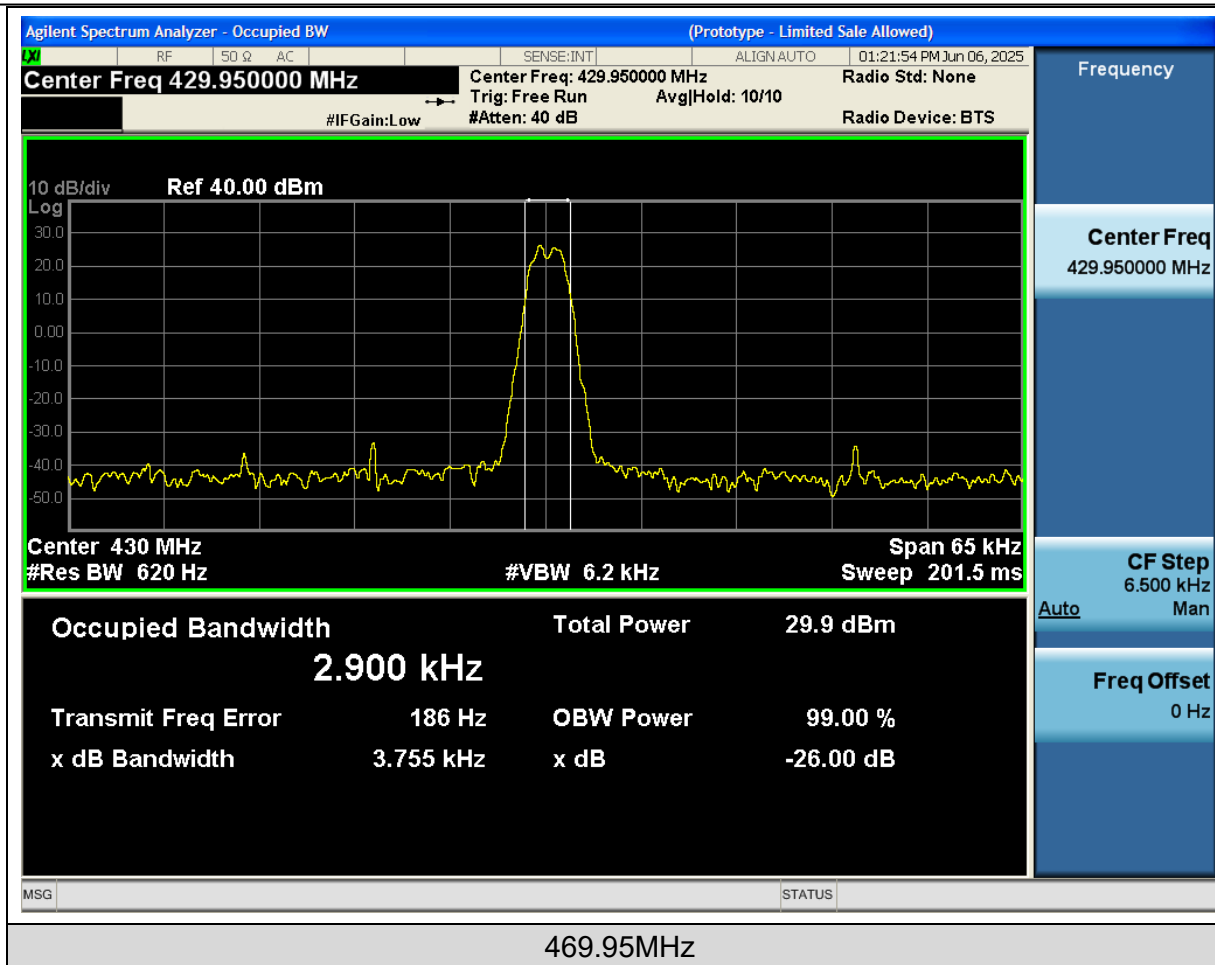 Agilent Spectrum Analyzer - Occupied BW (Prototype - Limited Sale Allowed)
LXI RF 50 Ω AC SENSE:INT ALIGN AUTO 01:21:54 PM Jun 06, 2025
Center Freq 429.950000 MHz
Center Freq: 429.950000 MHz Radio Std: None
Trig: Free Run Avg|Hold: 10/10
#IFGain:Low #Atten: 40 dB Radio Device: BTS
10 dB/div Ref 40.00 dBm
Log
30.0
20.0
10.0
0.00
-10.0
-20.0
-30.0
-40.0
-50.0
Center 430 MHz Span 65 kHz
#Res BW 620 Hz #VBW 6.2 kHz Sweep 201.5 ms
Occupied Bandwidth Total Power 29.9 dBm
2.900 kHz
Transmit Freq Error 186 Hz OBW Power 99.00 %
x dB Bandwidth 3.755 kHz x dB -26.00 dB
MSG STATUS
Frequency
Center Freq
429.950000 MHz
CF Step
6.500 kHz
Auto Man
Freq Offset
0 Hz
469.95MHz